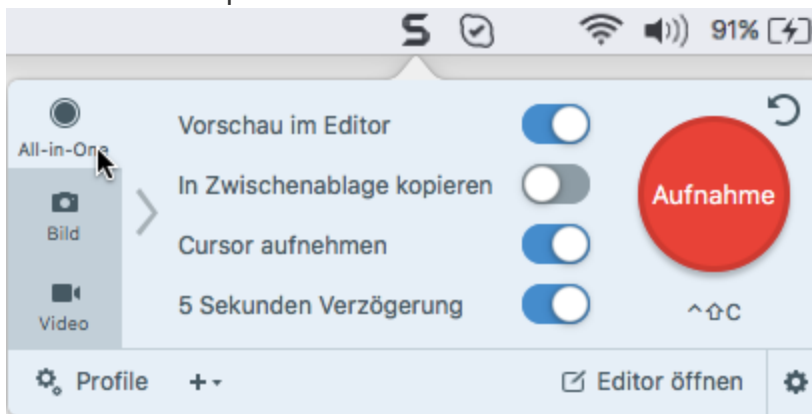 91%
All-in-One
Bild
Video
Vorschau im Editor
In Zwischenablage kopieren
Cursor aufnehmen
5 Sekunden Verzögerung
Aufnahme
^⇧C
Profile
+
Editor öffnen